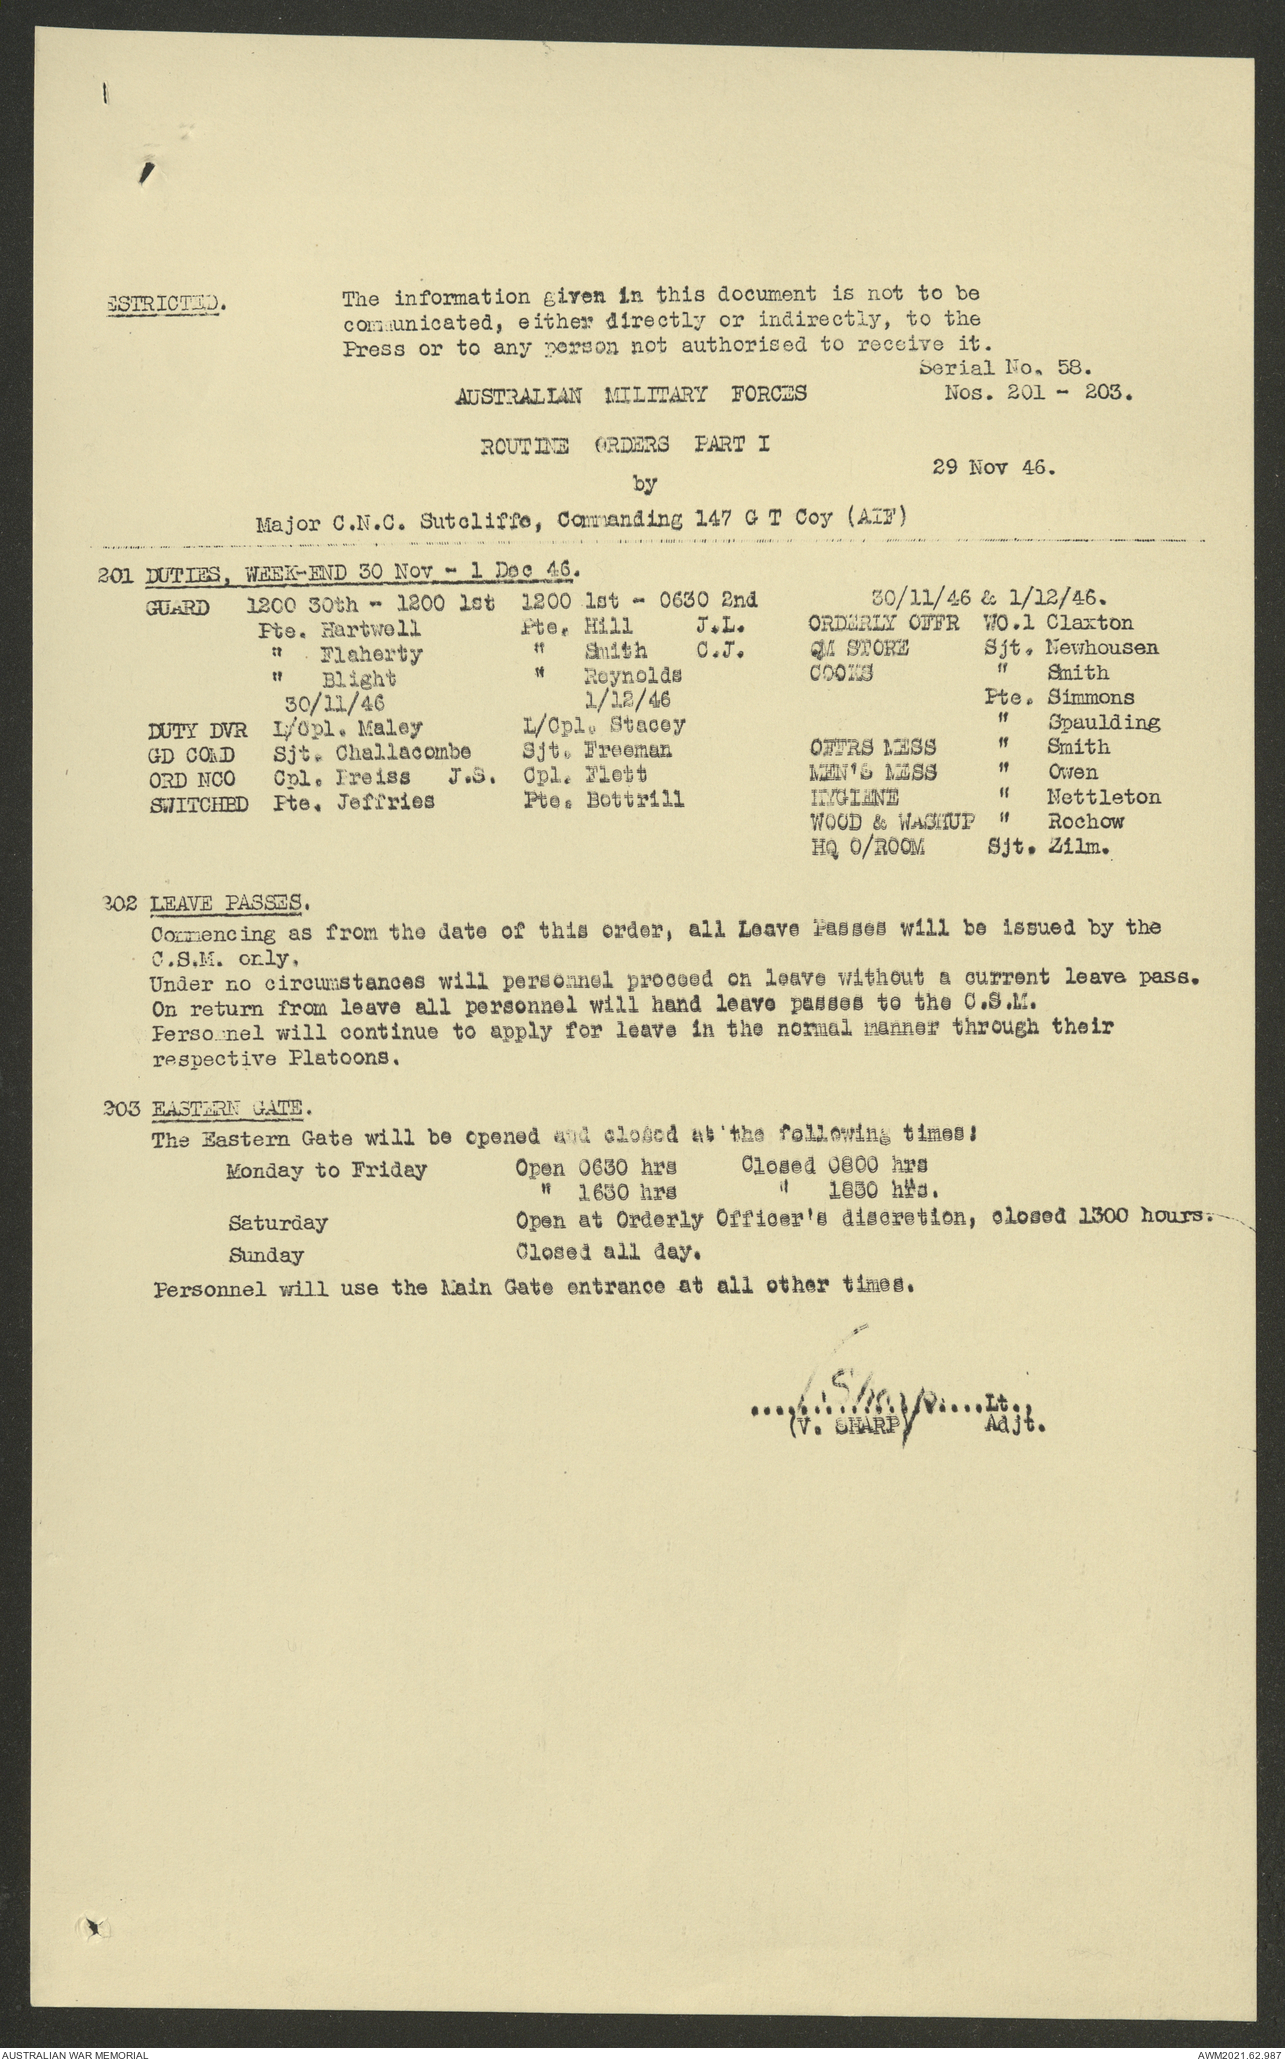 ESTRICTED.
The information given in this document is not to be
communicated, either directly or indirectly, to the
Press or to any person not authorised to receive it.
Serial No. 58.
AUSTRALIAN MILITARY FORCES Nos. 201 - 203.
ROUTINE ORDERS PART I
29 Nov 46.
by
Major C.N.C. Sutcliffe, Commanding 147 G T Coy (AIF)
201 DUTIES, WEEK-END 30 Nov - 1 Dec 46.
GUARD 1200 30th - 1200 1st 1200 1st - 0630 2nd 30/11/46 & 1/12/46.
Pte. Hartwell Pte. Hill J.L. ORDERLY OFFR WO.1 Claxton
" Flaherty " Smith C.J. QM STORE Sjt. Newhousen
" Blight " Reynolds COOKS " Smith
30/11/46 1/12/46 Pte. Simmons
DUTY DVR L/Cpl. Maley L/Cpl. Stacey " Spaulding
GD COMD Sjt. Challacombe Sjt. Freeman OFFRS MESS " Smith
ORD NCO Cpl. Preiss J.S. Cpl. Flett MEN'S MESS " Owen
SWITCHBD Pte. Jeffries Pte. Bottrill HYGIENE " Nettleton
WOOD & WASHUP " Rochow
HQ O/ROOM Sjt. Zilm.
202 LEAVE PASSES.
Commencing as from the date of this order, all Leave Passes will be issued by the
C.S.M. only.
Under no circumstances will personnel proceed on leave without a current leave pass.
On return from leave all personnel will hand leave passes to the C.S.M.
Personnel will continue to apply for leave in the normal manner through their
respective Platoons.
203 EASTERN GATE.
The Eastern Gate will be opened and closed at the following times:
Monday to Friday Open 0630 hrs Closed 0800 hrs
" 1630 hrs " 1830 hrs.
Saturday Open at Orderly Officer's discretion, closed 1300 hours.
Sunday Closed all day.
Personnel will use the Main Gate entrance at all other times.
V Sharp Lt.,
(V. SHARP) Adjt.
AUSTRALIAN WAR MEMORIAL AWM2021.62.987